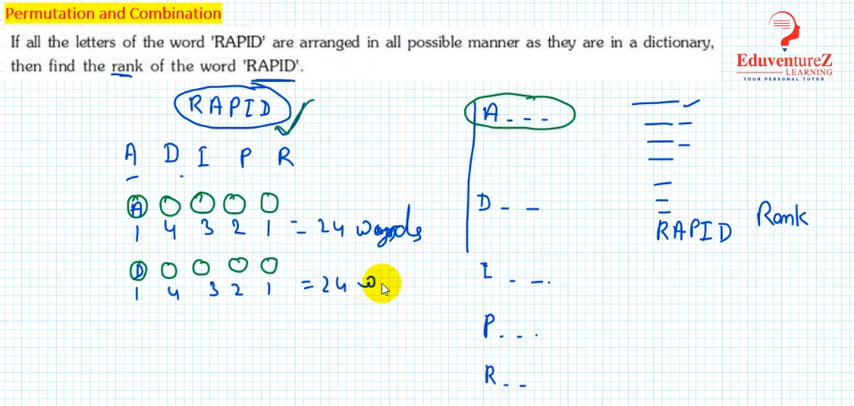 Permutation and Combination
If all the letters of the word 'RAPID' are arranged in all possible manner as they are in a dictionary,
then find the rank of the word 'RAPID'.
EduventureZ
LEARNING
YOUR PERSONAL TUTOR
RAPID
A D I P R
A
1 4 3 2 1 = 24 words
D
1 4 3 2 1 = 24 w
A - - -
D - -
I - - -
P - - -
R - -
RAPID Rank